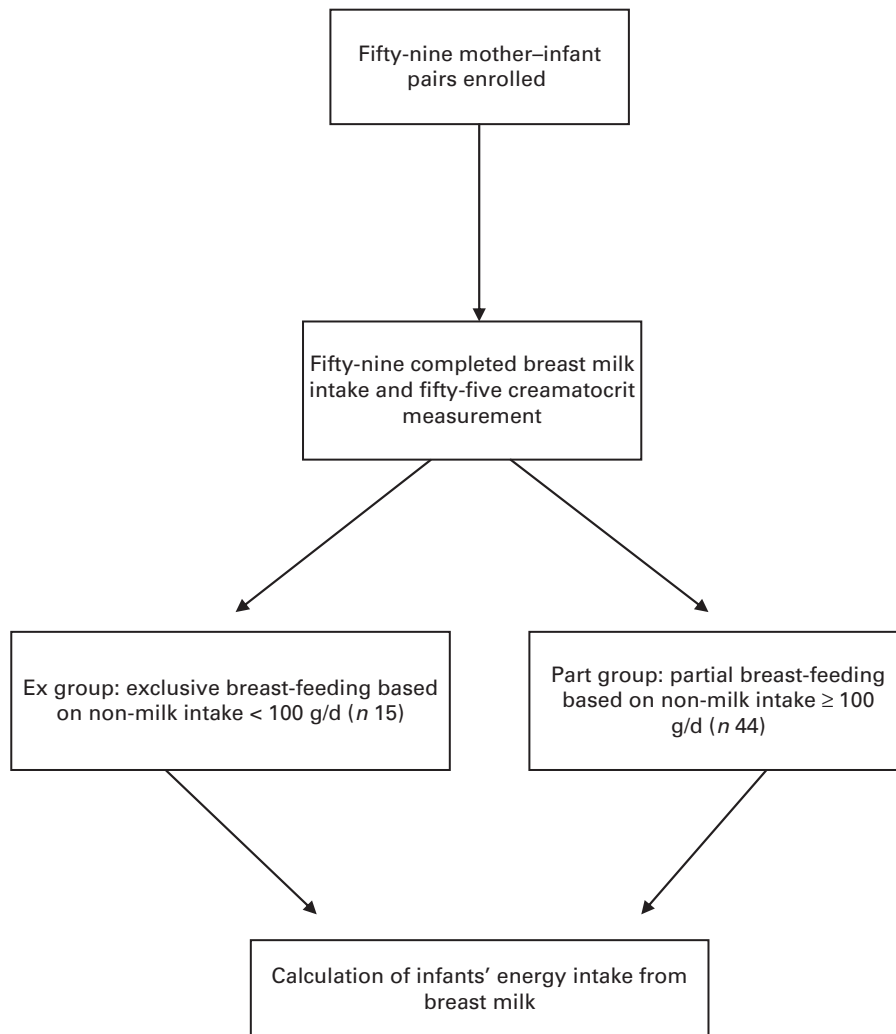 Fifty-nine mother–infant
pairs enrolled
Fifty-nine completed breast milk
intake and fifty-five creamatocrit
measurement
Ex group: exclusive breast-feeding based
on non-milk intake < 100 g/d (n 15)
Part group: partial breast-feeding
based on non-milk intake ≥ 100
g/d (n 44)
Calculation of infants’ energy intake from
breast milk